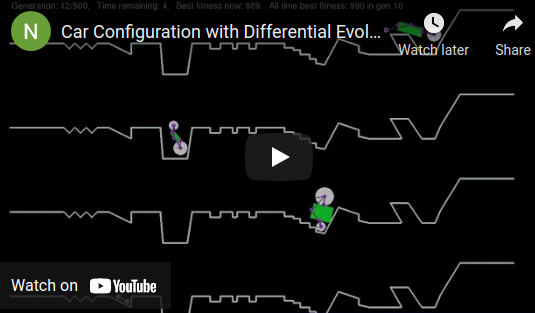 Generation: 12/500. Time remaining: 4. Best fitness now: 889. All time best fitness: 990 in gen 10
N Car Configuration with Differential Evol...
Watch later
Share
Watch on YouTube